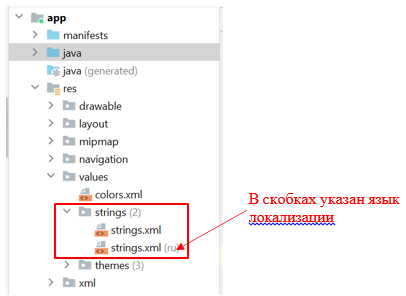 app
manifests
java
java (generated)
res
drawable
layout
mipmap
navigation
values
colors.xml
strings (2)
strings.xml
strings.xml (ru)
themes (3)
xml
В скобках указан язык
локализации